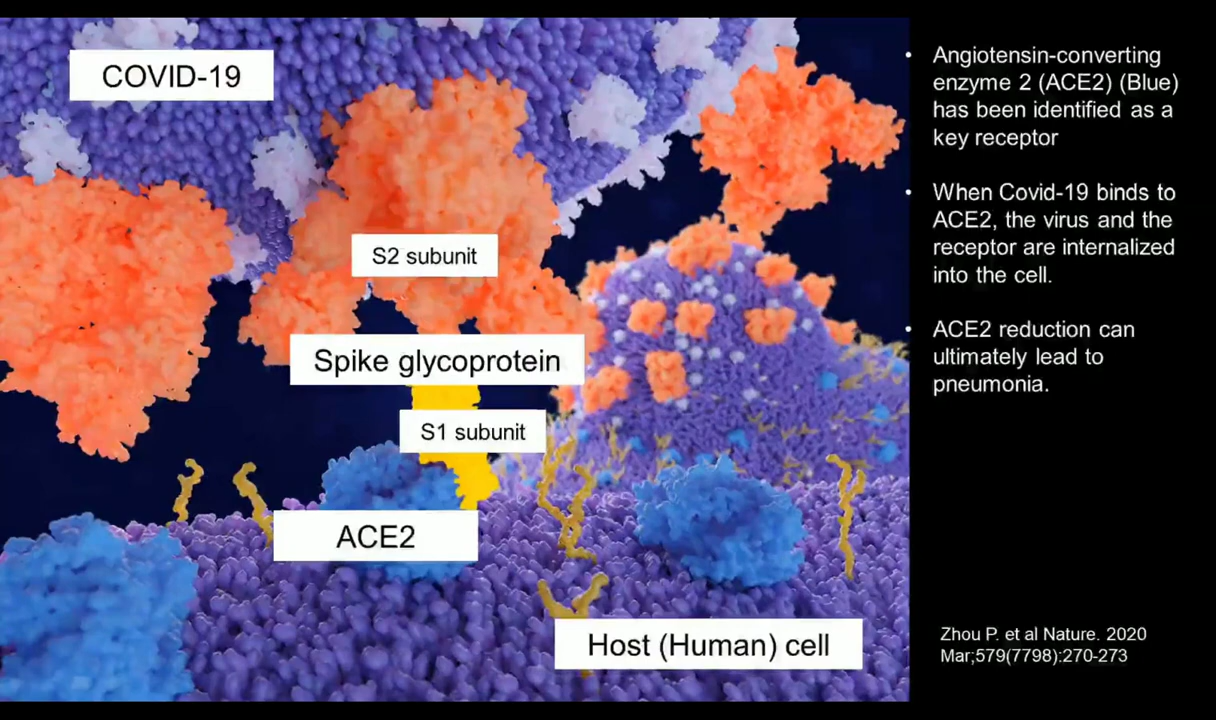 COVID-19
S2 subunit
Spike glycoprotein
S1 subunit
ACE2
Host (Human) cell
• Angiotensin-converting
enzyme 2 (ACE2) (Blue)
has been identified as a
key receptor
• When Covid-19 binds to
ACE2, the virus and the
receptor are internalized
into the cell.
• ACE2 reduction can
ultimately lead to
pneumonia.
Zhou P. et al Nature. 2020
Mar;579(7798):270-273